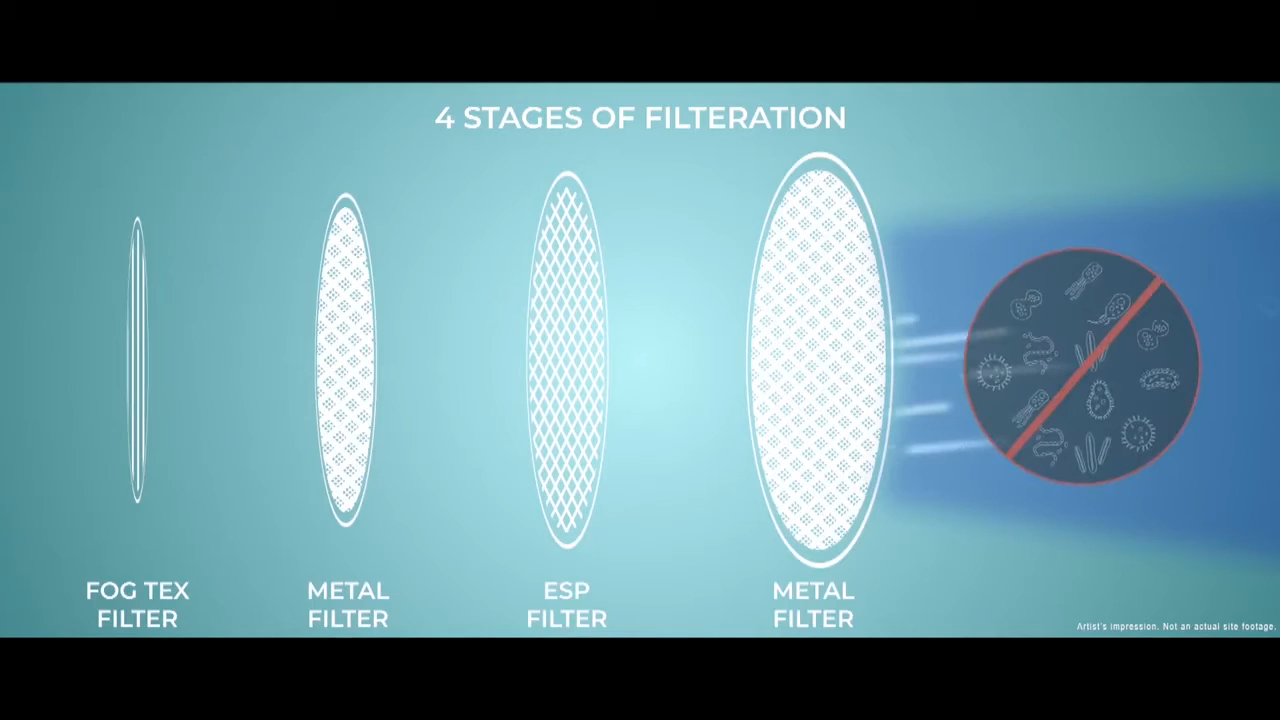 4 STAGES OF FILTERATION
FOG TEX
FILTER
METAL
FILTER
ESP
FILTER
METAL
FILTER
Artist's impression. Not an actual site footage.